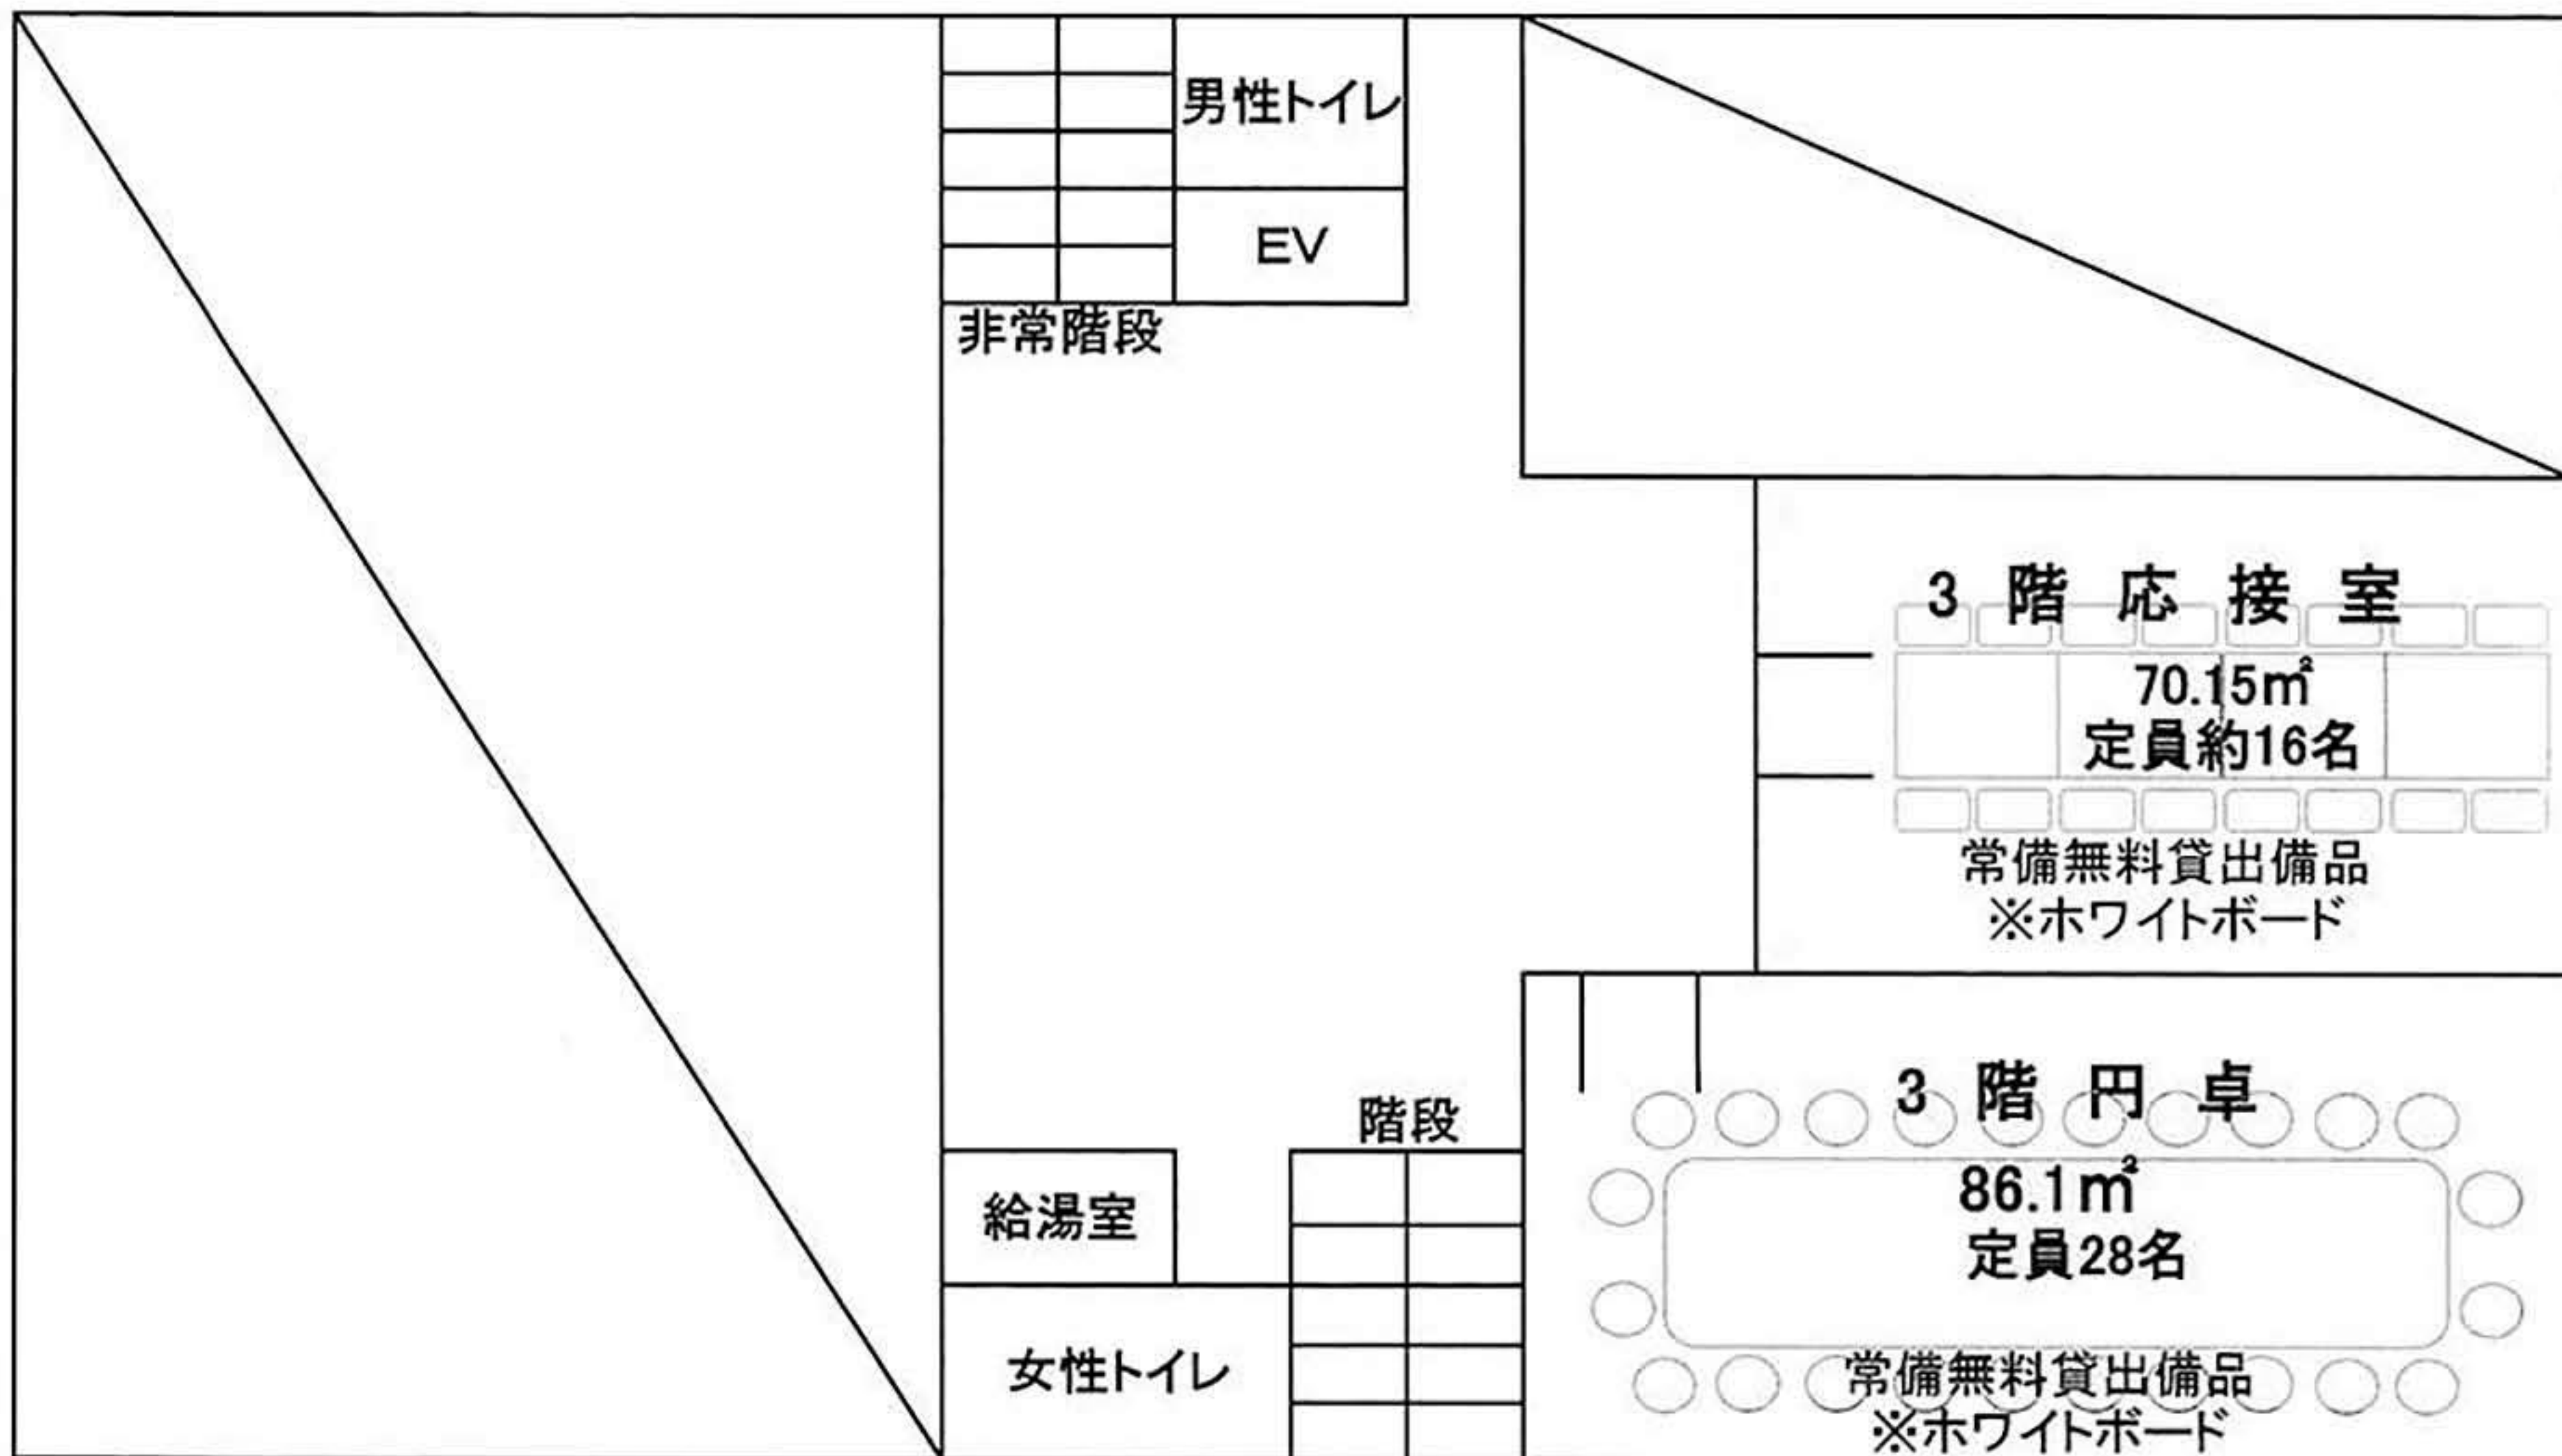 男性トイレ
EV
非常階段
3階応接室
70.15㎡
定員約16名
常備無料貸出備品
※ホワイトボード
3階円卓
86.1㎡
定員28名
常備無料貸出備品
※ホワイトボード
階段
給湯室
女性トイレ